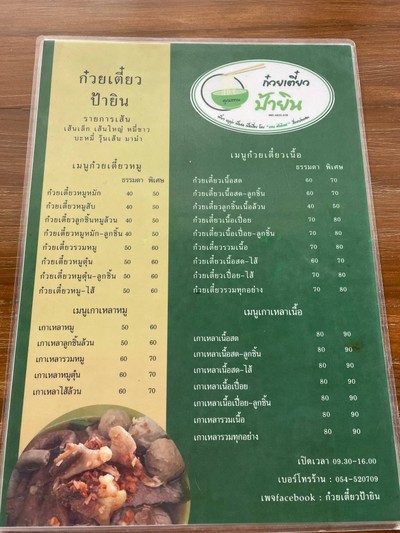 ก๋วยเตี๋ยว
ป้ายิน
รายการเส้น
เส้นเล็ก เส้นใหญ่ หมี่ขาว
บะหมี่ วุ้นเส้น มาม่า
เมนูก๋วยเตี๋ยวหมู
ธรรมดา พิเศษ
ก๋วยเตี๋ยวหมูหมัก 40 50
ก๋วยเตี๋ยวหมูสับ 40 50
ก๋วยเตี๋ยวลูกชิ้นหมูล้วน 40 50
ก๋วยเตี๋ยวหมูหมัก-ลูกชิ้น 40 50
ก๋วยเตี๋ยวรวมหมู 50 60
ก๋วยเตี๋ยวหมูตุ๋น 50 60
ก๋วยเตี๋ยวหมูตุ๋น-ลูกชิ้น 50 60
ก๋วยเตี๋ยวหมู-ไส้ 50 60
เมนูเกาเหลาหมู
เกาเหลาหมู 50 60
เกาเหลาลูกชิ้นล้วน 50 60
เกาเหลารวมหมู 60 70
เกาเหลาหมูตุ๋น 60 70
เกาเหลาไส้ล้วน 60 70
ก๋วยเตี๋ยว
ป้ายิน
เมนูก๋วยเตี๋ยวเนื้อ
ธรรมดา พิเศษ
ก๋วยเตี๋ยวเนื้อสด 60 70
ก๋วยเตี๋ยวเนื้อสด-ลูกชิ้น 60 70
ก๋วยเตี๋ยวลูกชิ้นเนื้อล้วน 40 50
ก๋วยเตี๋ยวเนื้อเปื่อย 70 80
ก๋วยเตี๋ยวเนื้อเปื่อย-ลูกชิ้น 70 80
ก๋วยเตี๋ยวรวมเนื้อ 70 80
ก๋วยเตี๋ยวเนื้อสด-ไส้ 60 70
ก๋วยเตี๋ยวเปื่อย-ไส้ 70 80
ก๋วยเตี๋ยวรวมทุกอย่าง 70 80
เมนูเกาเหลาเนื้อ
เกาเหลาเนื้อสด 80 90
เกาเหลาเนื้อสด-ลูกชิ้น 80 90
เกาเหลาเนื้อสด-ไส้ 80 90
เกาเหลาเนื้อเปื่อย 80 90
เกาเหลาเนื้อเปื่อย-ลูกชิ้น 80 90
เกาเหลารวมเนื้อ 80 90
เกาเหลารวมทุกอย่าง 80 90
เปิดเวลา 09.30-16.00
เบอร์โทรร้าน : 054-520709
เพจfacebook : ก๋วยเตี๋ยวป้ายิน